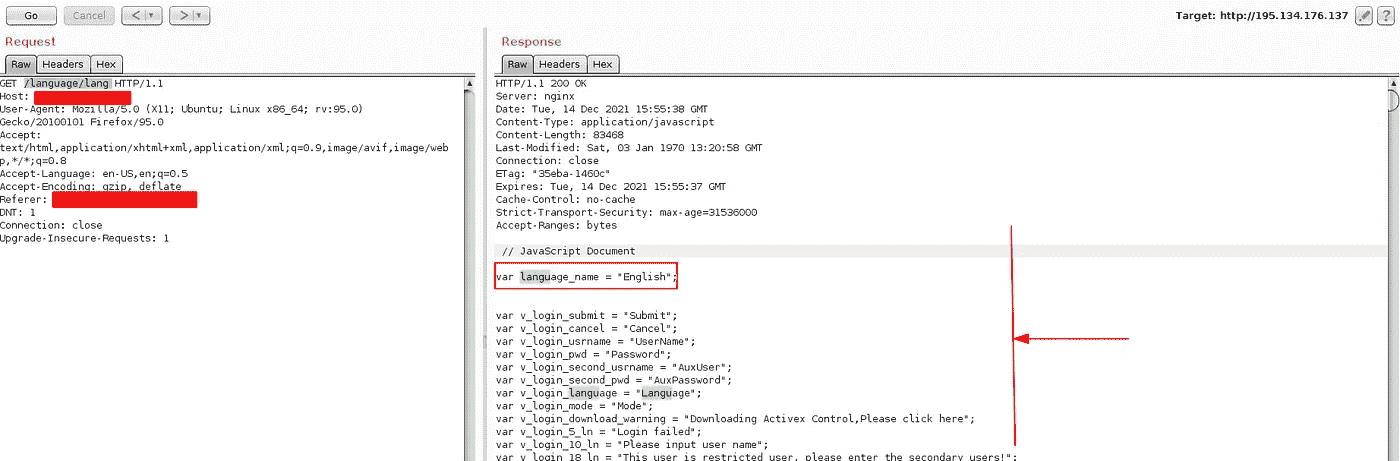 Go Cancel < > Target: http://195.134.176.137 ?
Request
Raw Headers Hex
GET /language/lang HTTP/1.1
Host:
User-Agent: Mozilla/5.0 (X11; Ubuntu; Linux x86_64; rv:95.0)
Gecko/20100101 Firefox/95.0
Accept:
text/html,application/xhtml+xml,application/xml;q=0.9,image/avif,image/web
p,*/*;q=0.8
Accept-Language: en-US,en;q=0.5
Accept-Encoding: gzip, deflate
Referer:
DNT: 1
Connection: close
Upgrade-Insecure-Requests: 1
Response
Raw Headers Hex
HTTP/1.1 200 OK
Server: nginx
Date: Tue, 14 Dec 2021 15:55:38 GMT
Content-Type: application/javascript
Content-Length: 83468
Last-Modified: Sat, 03 Jan 1970 13:20:58 GMT
Connection: close
ETag: "35eba-1460c"
Expires: Tue, 14 Dec 2021 15:55:37 GMT
Cache-Control: no-cache
Strict-Transport-Security: max-age=31536000
Accept-Ranges: bytes
// JavaScript Document
var language_name = "English";
var v_login_submit = "Submit";
var v_login_cancel = "Cancel";
var v_login_usrname = "UserName";
var v_login_pwd = "Password";
var v_login_second_usrname = "AuxUser";
var v_login_second_pwd = "AuxPassword";
var v_login_language = "Language";
var v_login_mode = "Mode";
var v_login_download_warning = "Downloading Activex Control,Please click here";
var v_login_5_ln = "Login failed";
var v_login_10_ln = "Please input user name";
var v_login_18_ln = "This user is restricted user, please enter the secondary users!";